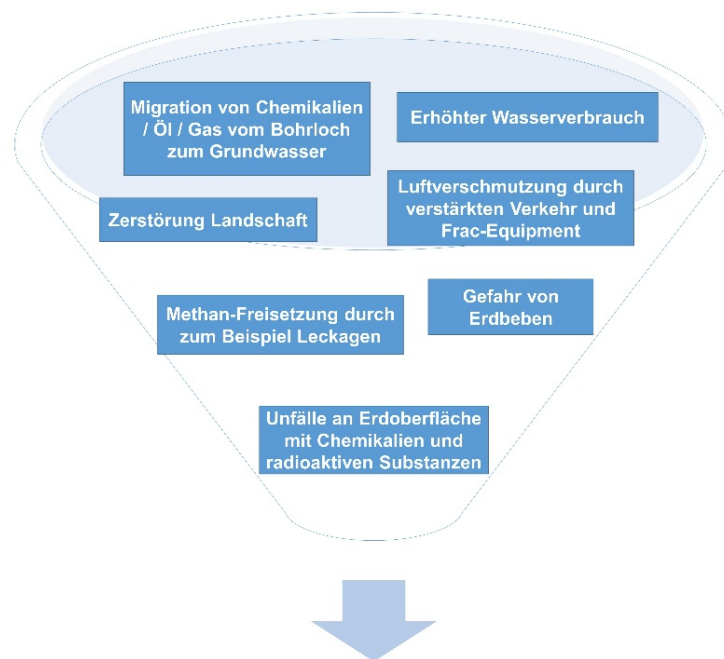 Migration von Chemikalien
/ Öl / Gas vom Bohrloch
zum Grundwasser
Erhöhter Wasserverbrauch
Zerstörung Landschaft
Luftverschmutzung durch
verstärkten Verkehr und
Frac-Equipment
Methan-Freisetzung durch
zum Beispiel Leckagen
Gefahr von
Erdbeben
Unfälle an Erdoberfläche
mit Chemikalien und
radioaktiven Substanzen